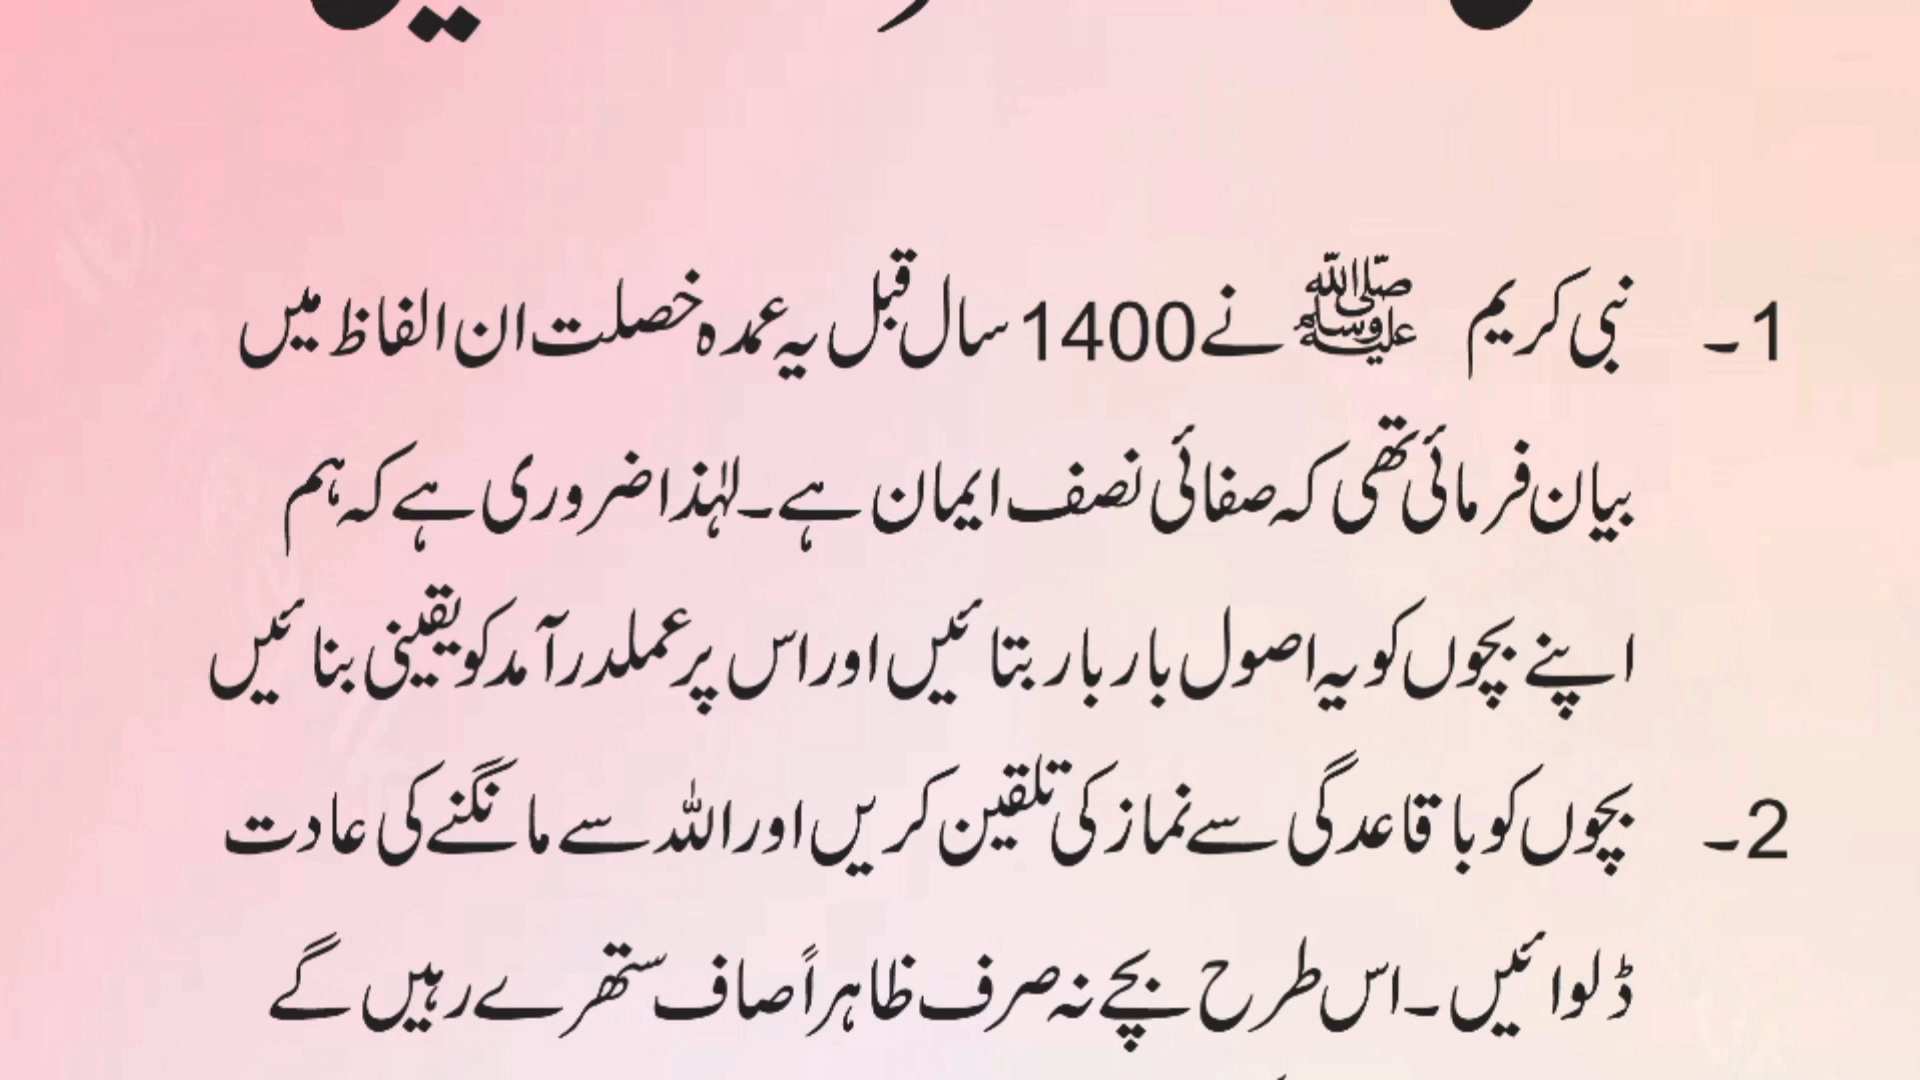 1۔ نبی کریم ﷺ نے 1400 سال قبل یہ عمدہ خصلت ان الفاظ میں
بیان فرمائی تھی کہ صفائی نصف ایمان ہے۔ لہٰذا ضروری ہے کہ ہم
اپنے بچوں کو یہ اصول بار بار بتائیں اور اس پر عملدرآمد کو یقینی بنائیں
2۔ بچوں کو باقاعدگی سے نماز کی تلقین کریں اور اللہ سے مانگنے کی عادت
ڈلوائیں۔ اس طرح بچے نہ صرف ظاہراً صاف ستھرے رہیں گے